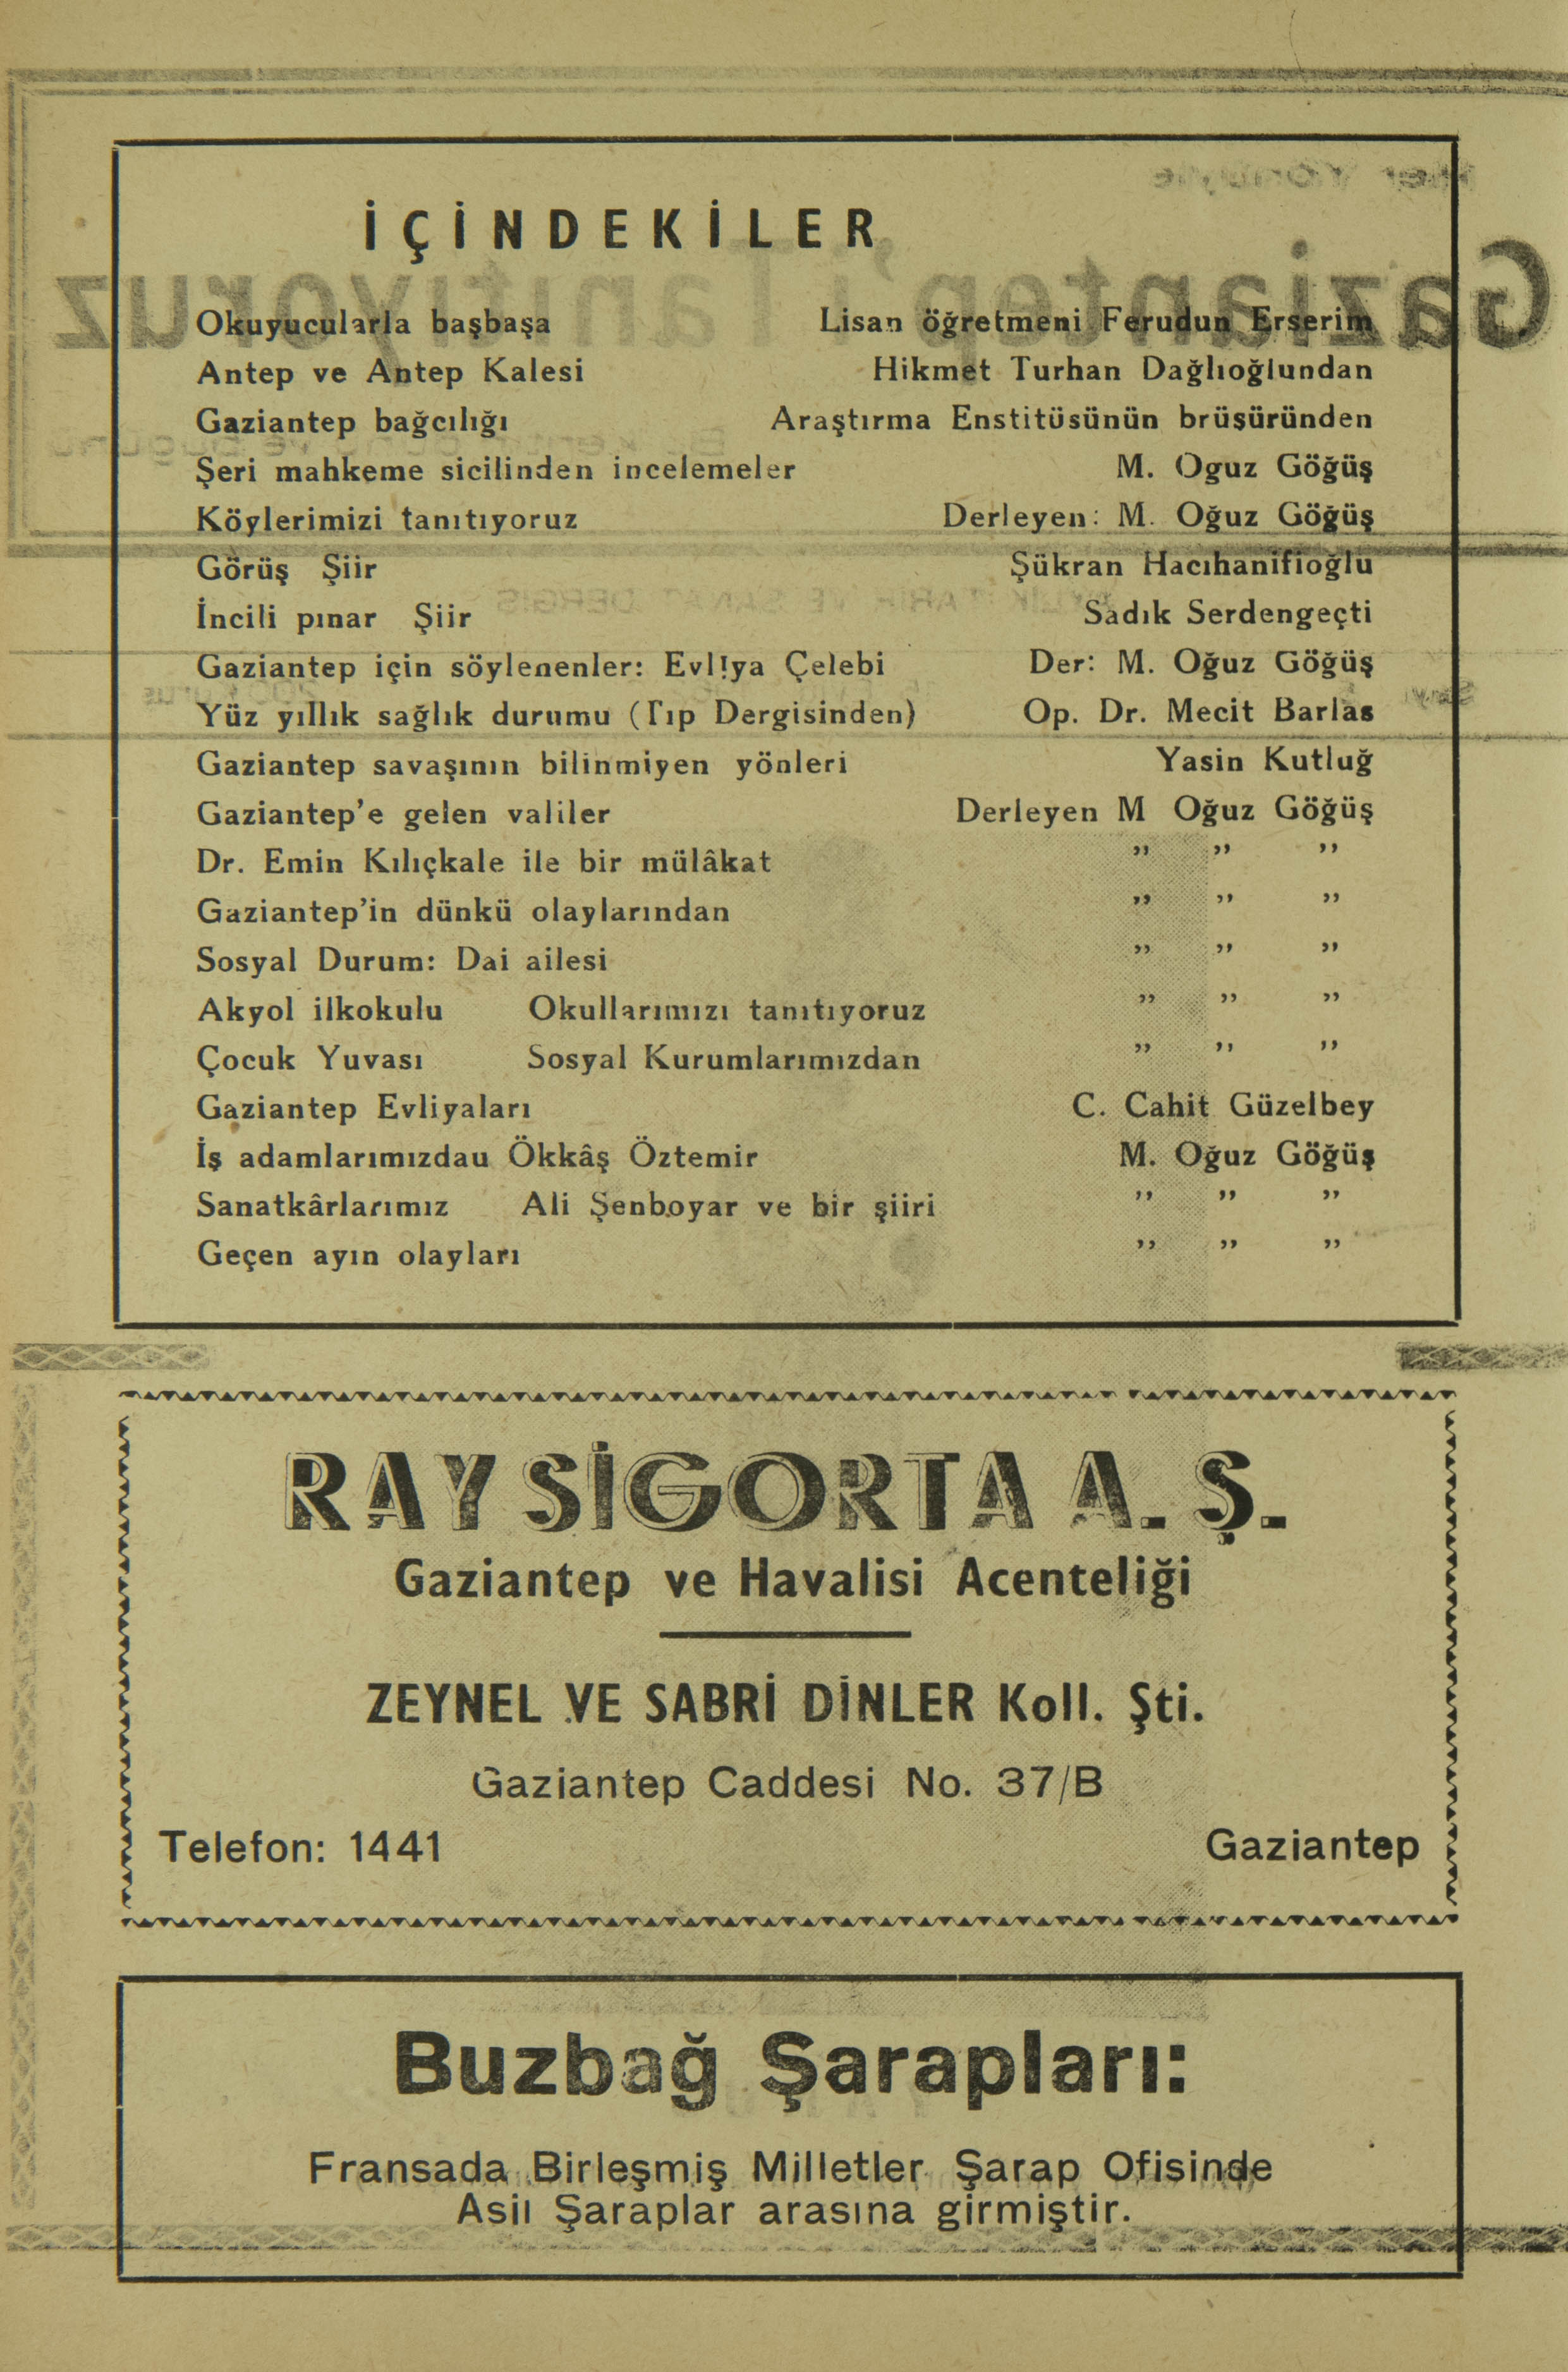 İÇİNDEKİLER
Okuyucularla başbaşa Lisan öğretmeni Ferudun Erserim
Antep ve Antep Kalesi Hikmet Turhan Dağlıoğlundan
Gaziantep bağcılığı Araştırma Enstitüsünün brüşüründen
Şeri mahkeme sicilinden incelemeler M. Oguz Göğüş
Köylerimizi tanıtıyoruz Derleyen: M. Oğuz Göğüş
Görüş Şiir Şükran Hacıhanifioğlu
İncili pınar Şiir Sadık Serdengeçti
Gaziantep için söylenenler: Evliya Çelebi Der: M. Oğuz Göğüş
Yüz yıllık sağlık durumu (Tıp Dergisinden) Op. Dr. Mecit Barlas
Gaziantep savaşının bilinmiyen yönleri Yasin Kutluğ
Gaziantep'e gelen valiler Derleyen M Oğuz Göğüş
Dr. Emin Kılıçkale ile bir mülâkat ,, ,, ,,
Gaziantep'in dünkü olaylarından ,, ,, ,,
Sosyal Durum: Dai ailesi ,, ,, ,,
Akyol ilkokulu Okullarımızı tanıtıyoruz ,, ,, ,,
Çocuk Yuvası Sosyal Kurumlarımızdan ,, ,, ,,
Gaziantep Evliyaları C. Cahit Güzelbey
İş adamlarımızdau Ökkâş Öztemir M. Oğuz Göğüş
Sanatkârlarımız Ali Şenboyar ve bir şiiri ,, ,, ,,
Geçen ayın olayları ,, ,, ,,
RAY SİGORTA A. Ş.
Gaziantep ve Havalisi Acenteliği
ZEYNEL VE SABRİ DİNLER Koll. Şti.
Gaziantep Caddesi No. 37/B
Telefon: 1441 Gaziantep
Buzbağ Şarapları:
Fransada Birleşmiş Milletler Şarap Ofisinde
Asil Şaraplar arasına girmiştir.